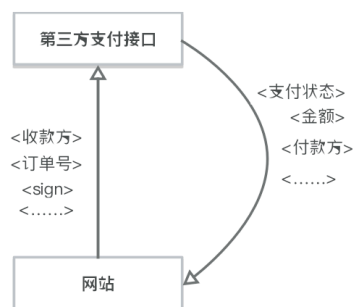 第三方支付接口
<支付状态>
<金额>
<付款方>
<……>
<收款方>
<订单号>
<sign>
<……>
网站